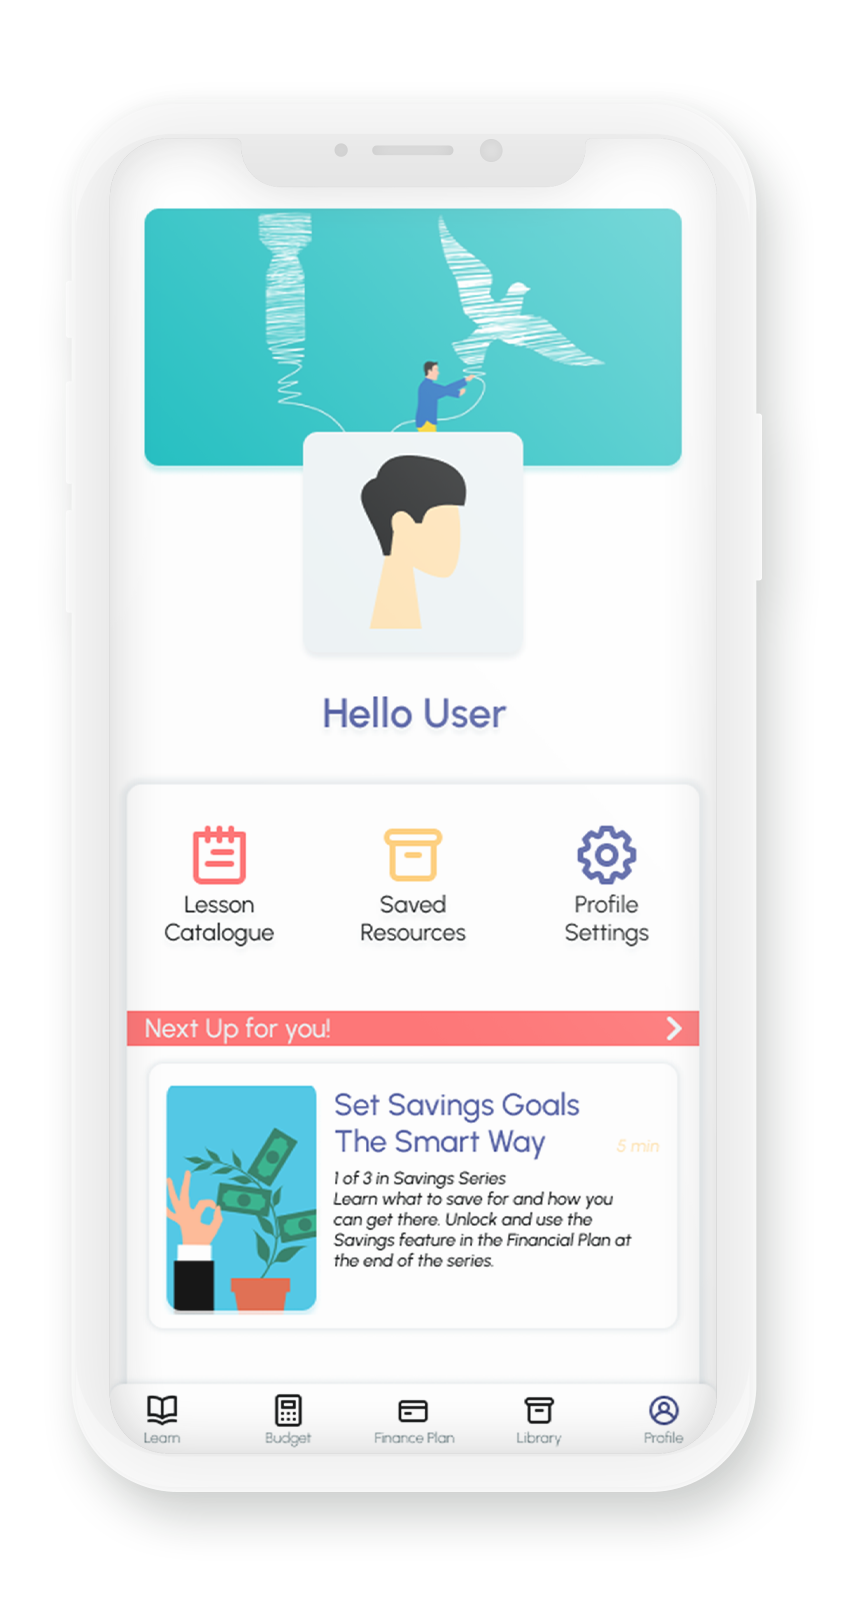 Hello User
Lesson
Catalogue
Saved
Resources
Profile
Settings
Next Up for you!
Set Savings Goals
The Smart Way
5 min
1 of 3 in Savings Series
Learn what to save for and how you
can get there. Unlock and use the
Savings feature in the Financial Plan at
the end of the series.
Learn
Budget
Finance Plan
Library
Profile